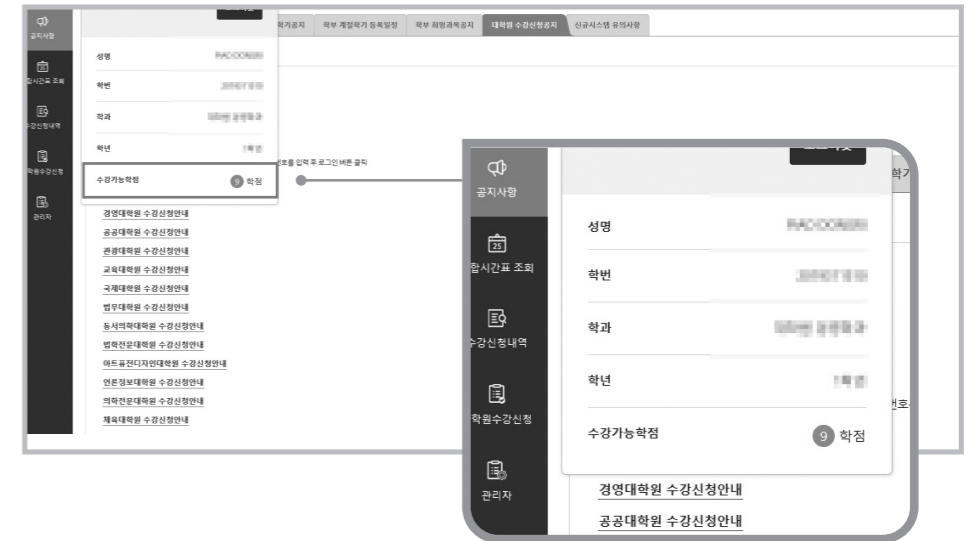 공지사항
합시간표 조회
수강신청내역
학원수강신청
관리자
학기공지
학부 계절학기 등록일정
학부 희망과목공지
대학원 수강신청공지
신규시스템 유의사항
성명
학번
학과
학년
수강가능학점 9 학점
번호를 입력 후 로그인 버튼 클릭
경영대학원 수강신청안내
공공대학원 수강신청안내
관광대학원 수강신청안내
교육대학원 수강신청안내
국제대학원 수강신청안내
법무대학원 수강신청안내
동서의학대학원 수강신청안내
법학전문대학원 수강신청안내
아트퓨전디자인대학원 수강신청안내
언론정보대학원 수강신청안내
의학전문대학원 수강신청안내
체육대학원 수강신청안내
공지사항
25
합시간표 조회
수강신청내역
학원수강신청
관리자
학기
성명
학번
학과
학년
번호
수강가능학점 9 학점
경영대학원 수강신청안내
공공대학원 수강신청안내